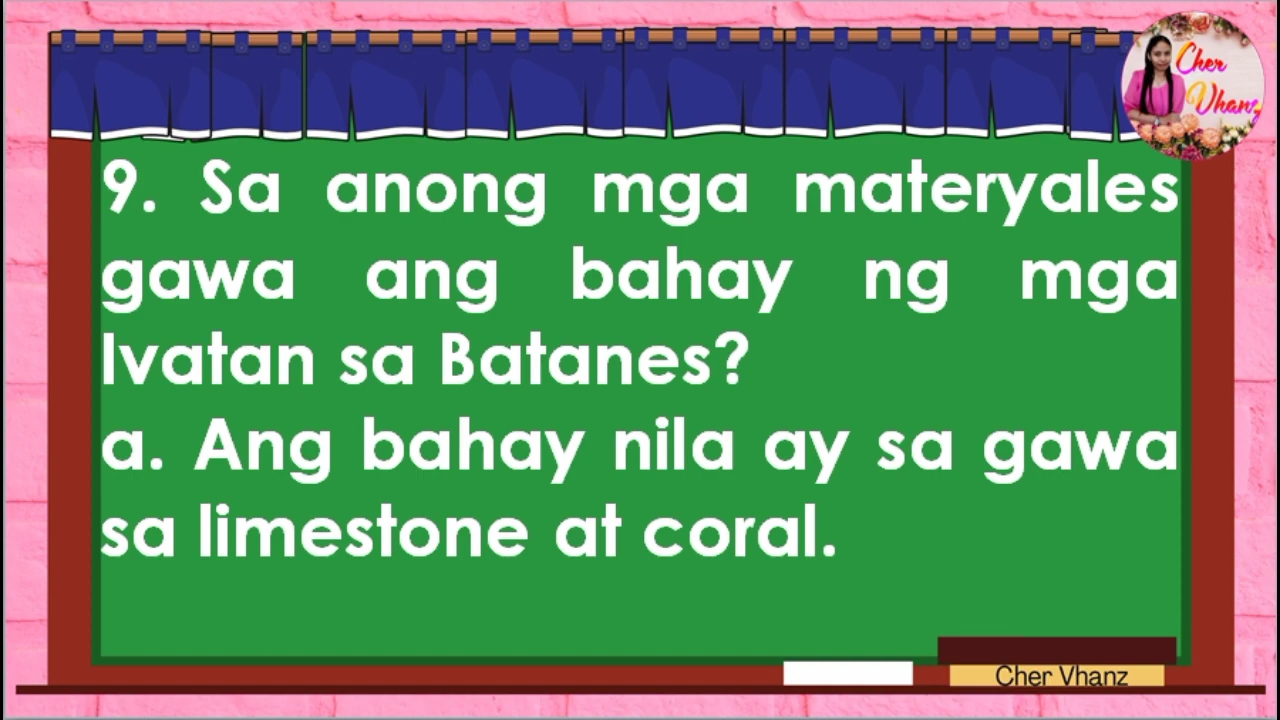 Cher
Vhanz
9. Sa anong mga materyales
gawa ang bahay ng mga
Ivatan sa Batanes?
a. Ang bahay nila ay sa gawa
sa limestone at coral.
Cher Vhanz